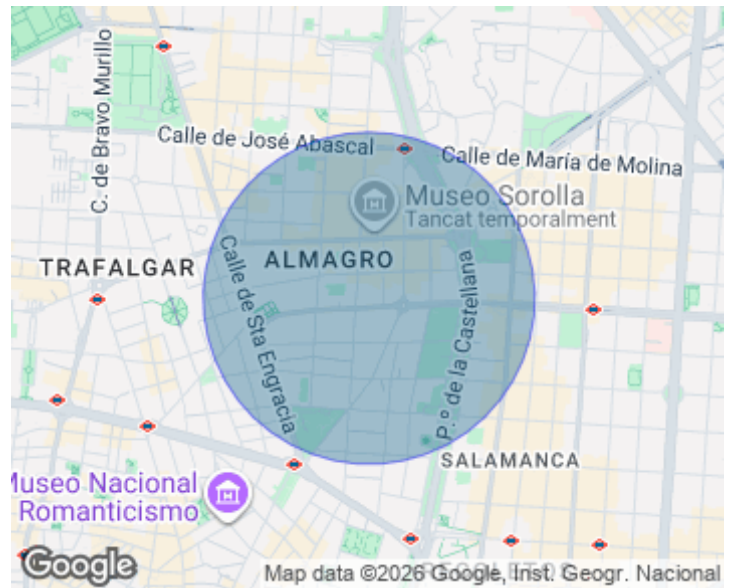 C. de Bravo Murillo
Calle de José Abascal
Calle de María de Molina
Museo Sorolla
Tancat temporalment
TRAFALGAR
ALMAGRO
Calle de Sta Engracia
P.º de la Castellana
SALAMANCA
Museo Nacional
Romanticismo
Google
Map data ©2026 Google, Inst. Geogr. Nacional